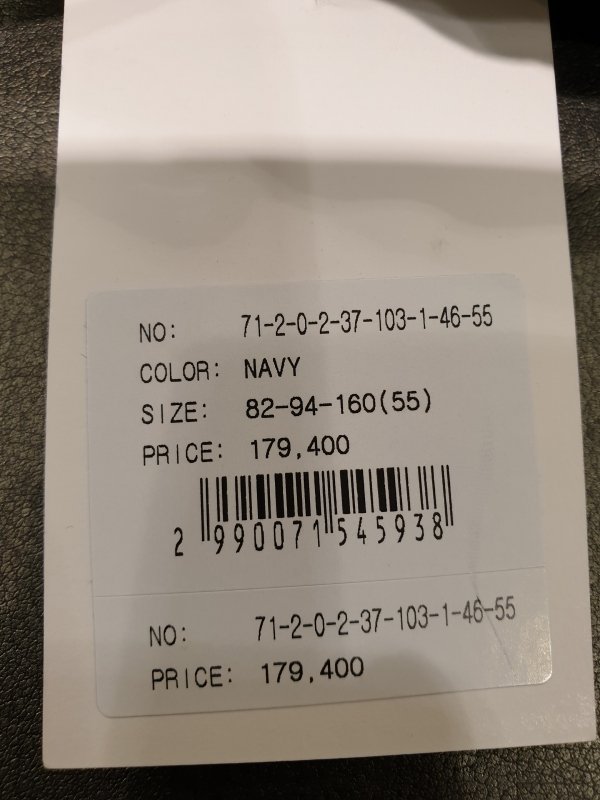 NO: 71-2-0-2-37-103-1-46-55
COLOR: NAVY
SIZE: 82-94-160(55)
PRICE: 179,400
2 990071 545938
NO: 71-2-0-2-37-103-1-46-55
PRICE: 179,400